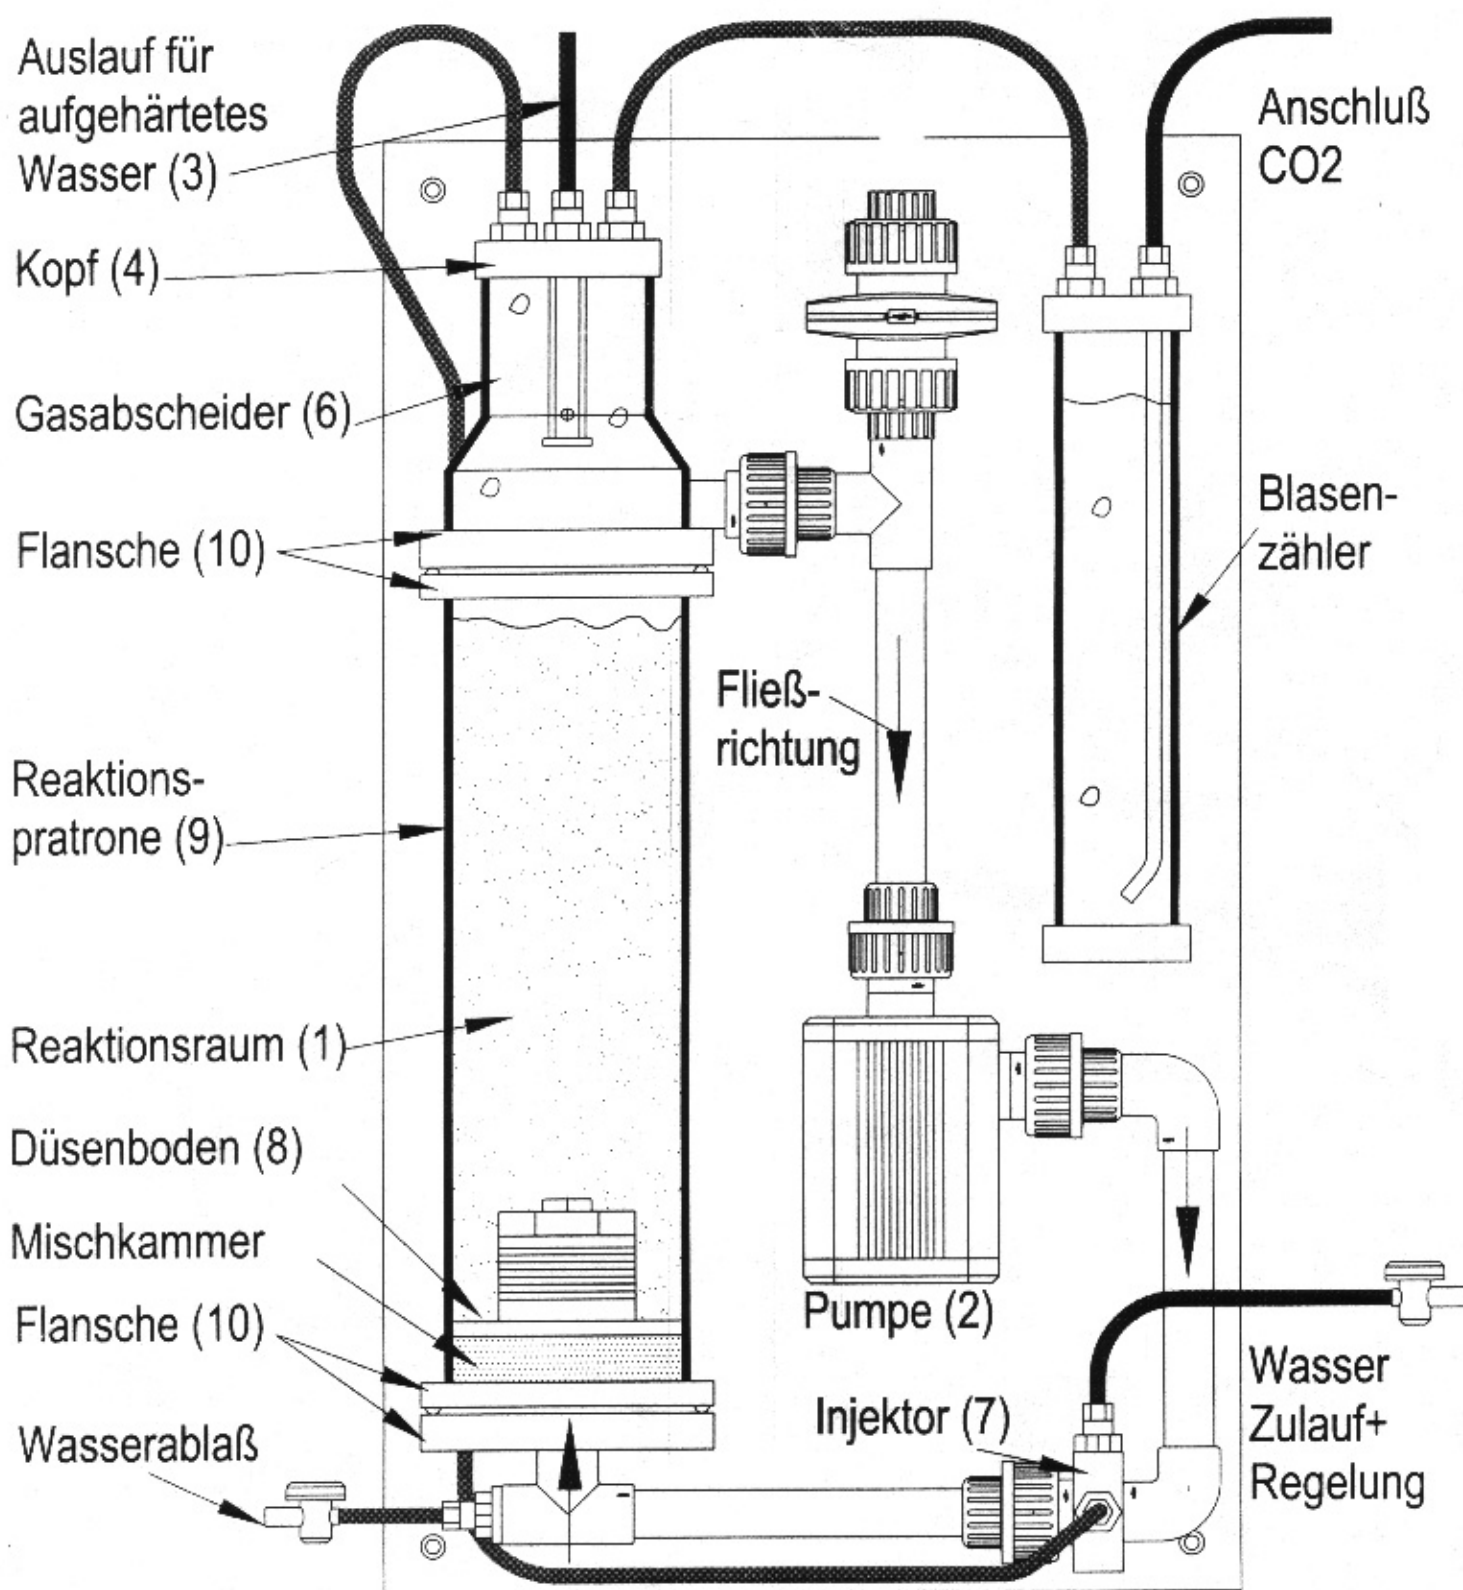 Auslauf für
aufgehärtetes
Wasser (3)
Anschluß
CO2
Kopf (4)
Gasabscheider (6)
Blasen-
zähler
Flansche (10)
Fließ-
richtung
Reaktions-
pratrone (9)
Reaktionsraum (1)
Düsenboden (8)
Mischkammer
Flansche (10)
Pumpe (2)
Wasser
Zulauf+
Regelung
Injektor (7)
Wasserablaß